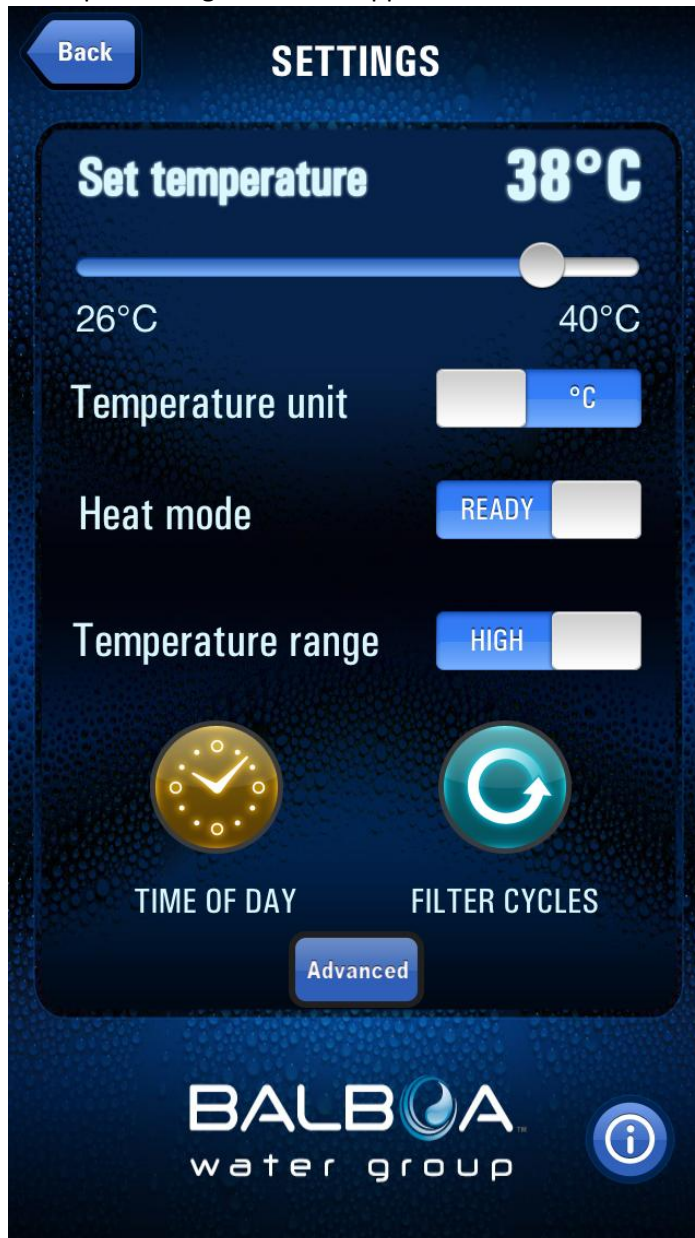 Back
SETTINGS
Set temperature 38°C
26°C 40°C
Temperature unit °C
Heat mode READY
Temperature range HIGH
TIME OF DAY FILTER CYCLES
Advanced
BALBOA™
water group